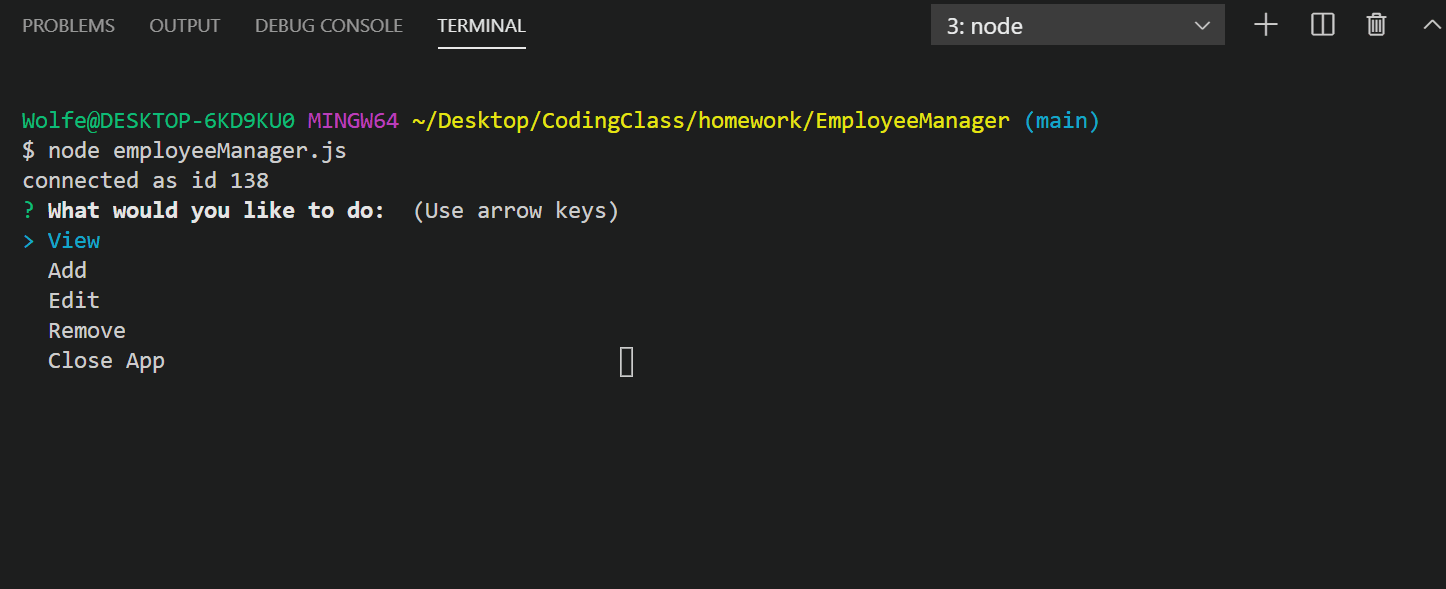 PROBLEMS OUTPUT DEBUG CONSOLE TERMINAL 3: node
Wolfe@DESKTOP-6KD9KU0 MINGW64 ~/Desktop/CodingClass/homework/EmployeeManager (main)
$ node employeeManager.js
connected as id 138
? What would you like to do:  (Use arrow keys)
> View
  Add
  Edit
  Remove
  Close App